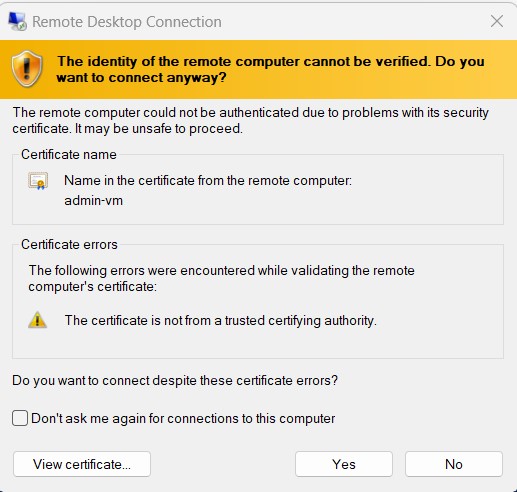 Remote Desktop Connection
The identity of the remote computer cannot be verified. Do you
want to connect anyway?
The remote computer could not be authenticated due to problems with its security
certificate. It may be unsafe to proceed.
Certificate name
Name in the certificate from the remote computer:
admin-vm
Certificate errors
The following errors were encountered while validating the remote
computer's certificate:
The certificate is not from a trusted certifying authority.
Do you want to connect despite these certificate errors?
Don't ask me again for connections to this computer
View certificate...
Yes
No